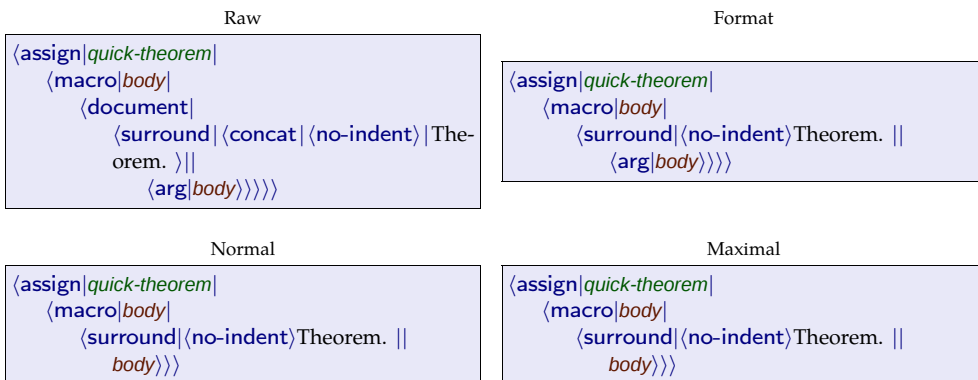 Raw
⟨assign|quick-theorem|
⟨macro|body|
⟨document|
⟨surround|⟨concat|⟨no-indent⟩|The-
orem. ⟩||
⟨arg|body⟩⟩⟩⟩⟩
Format
⟨assign|quick-theorem|
⟨macro|body|
⟨surround|⟨no-indent⟩Theorem. ||
⟨arg|body⟩⟩⟩⟩
Normal
⟨assign|quick-theorem|
⟨macro|body|
⟨surround|⟨no-indent⟩Theorem. ||
body⟩⟩⟩
Maximal
⟨assign|quick-theorem|
⟨macro|body|
⟨surround|⟨no-indent⟩Theorem. ||
body⟩⟩⟩